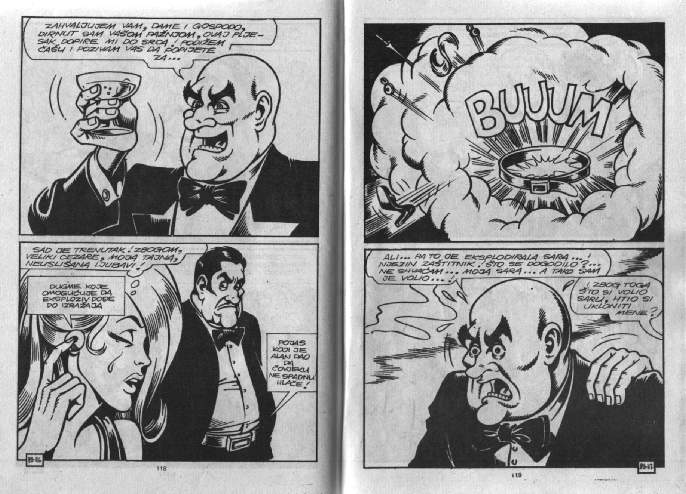 ZAHVALJUJEM VAM, DAME I GOSPODO,
DIRNUT SAM VAŠOM PAŽNJOM, OVAJ PLJE-
SAK DOPIRE MI DO SRCA I PODIŽEM
ČAŠU I POZIVAM VAS DA POPIJETE
ZA...
SAD JE TRENUTAK! ZBOGOM,
VELIKI CEZARE, MOJA TAJNA,
NEUSLIŠANA LJUBAVI!
DUGME KOJE
OMOGUĆUJE DA
EKSPLOZIV DOĐE
DO IZRAŽAJA
POJAS
KOJI JE
ALAN DAO
DA
ČOVJEKU
NE SPADNU
HLAČE!
118
BUUUM
ALI... PA TO JE EKSPLODIRALA SARA...!
NJEZIN ZAŠTITNIK! ŠTO SE DOGODILO?...
NE SHVAĆAM... MOJA SARA... A TAKO SAM
JE VOLIO...!
I ZBOG TOGA
ŠTO SI VOLIO
SARU, HTIO SI
UKLONITI
MENE?
119